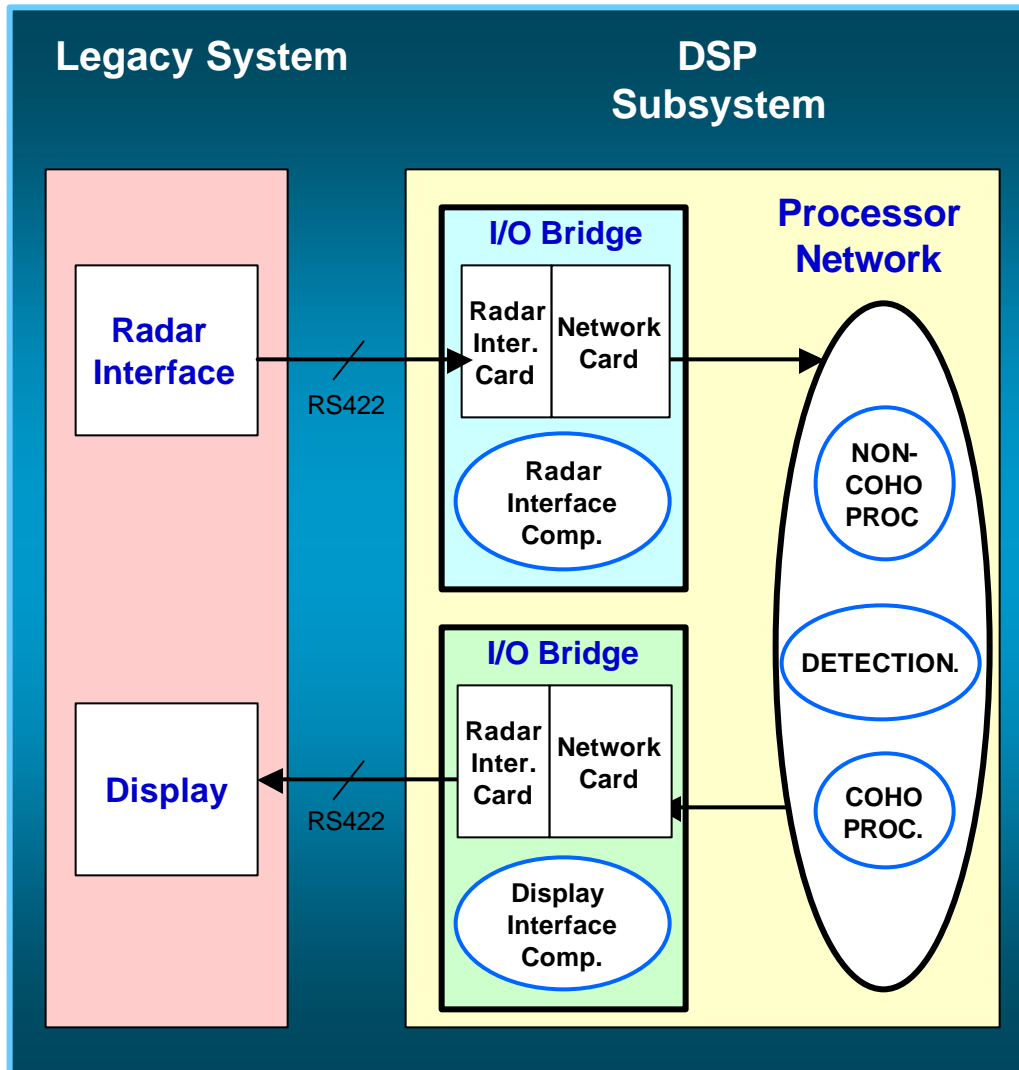 Legacy System
DSP
Subsystem
Radar
Interface
RS422
I/O Bridge
Radar
Inter.
Card
Network
Card
Radar
Interface
Comp.
Processor
Network
NON-
COHO
PROC
DETECTION.
COHO
PROC.
Display
RS422
I/O Bridge
Radar
Inter.
Card
Network
Card
Display
Interface
Comp.